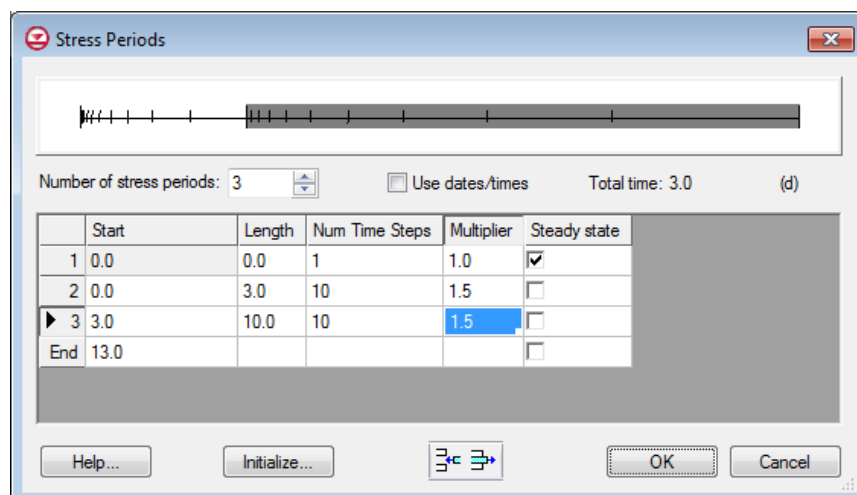 Stress Periods
Number of stress periods: 3 Use dates/times Total time: 3.0 (d)
Start Length Num Time Steps Multiplier Steady state
1 0.0 0.0 1 1.0
2 0.0 3.0 10 1.5
3 3.0 10.0 10 1.5
End 13.0
Help... Initialize... OK Cancel